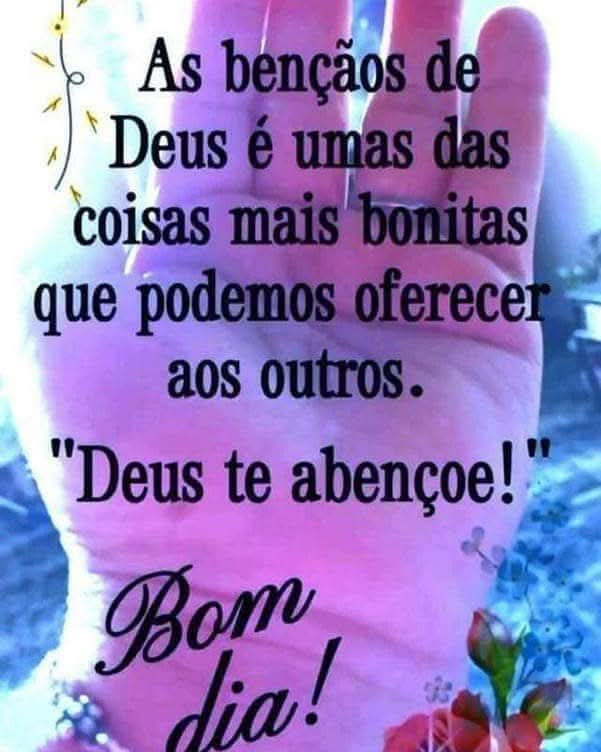 As bençãos de
Deus é umas das
coisas mais bonitas
que podemos oferecer
aos outros.
"Deus te abençoe!"
Bom
dia!